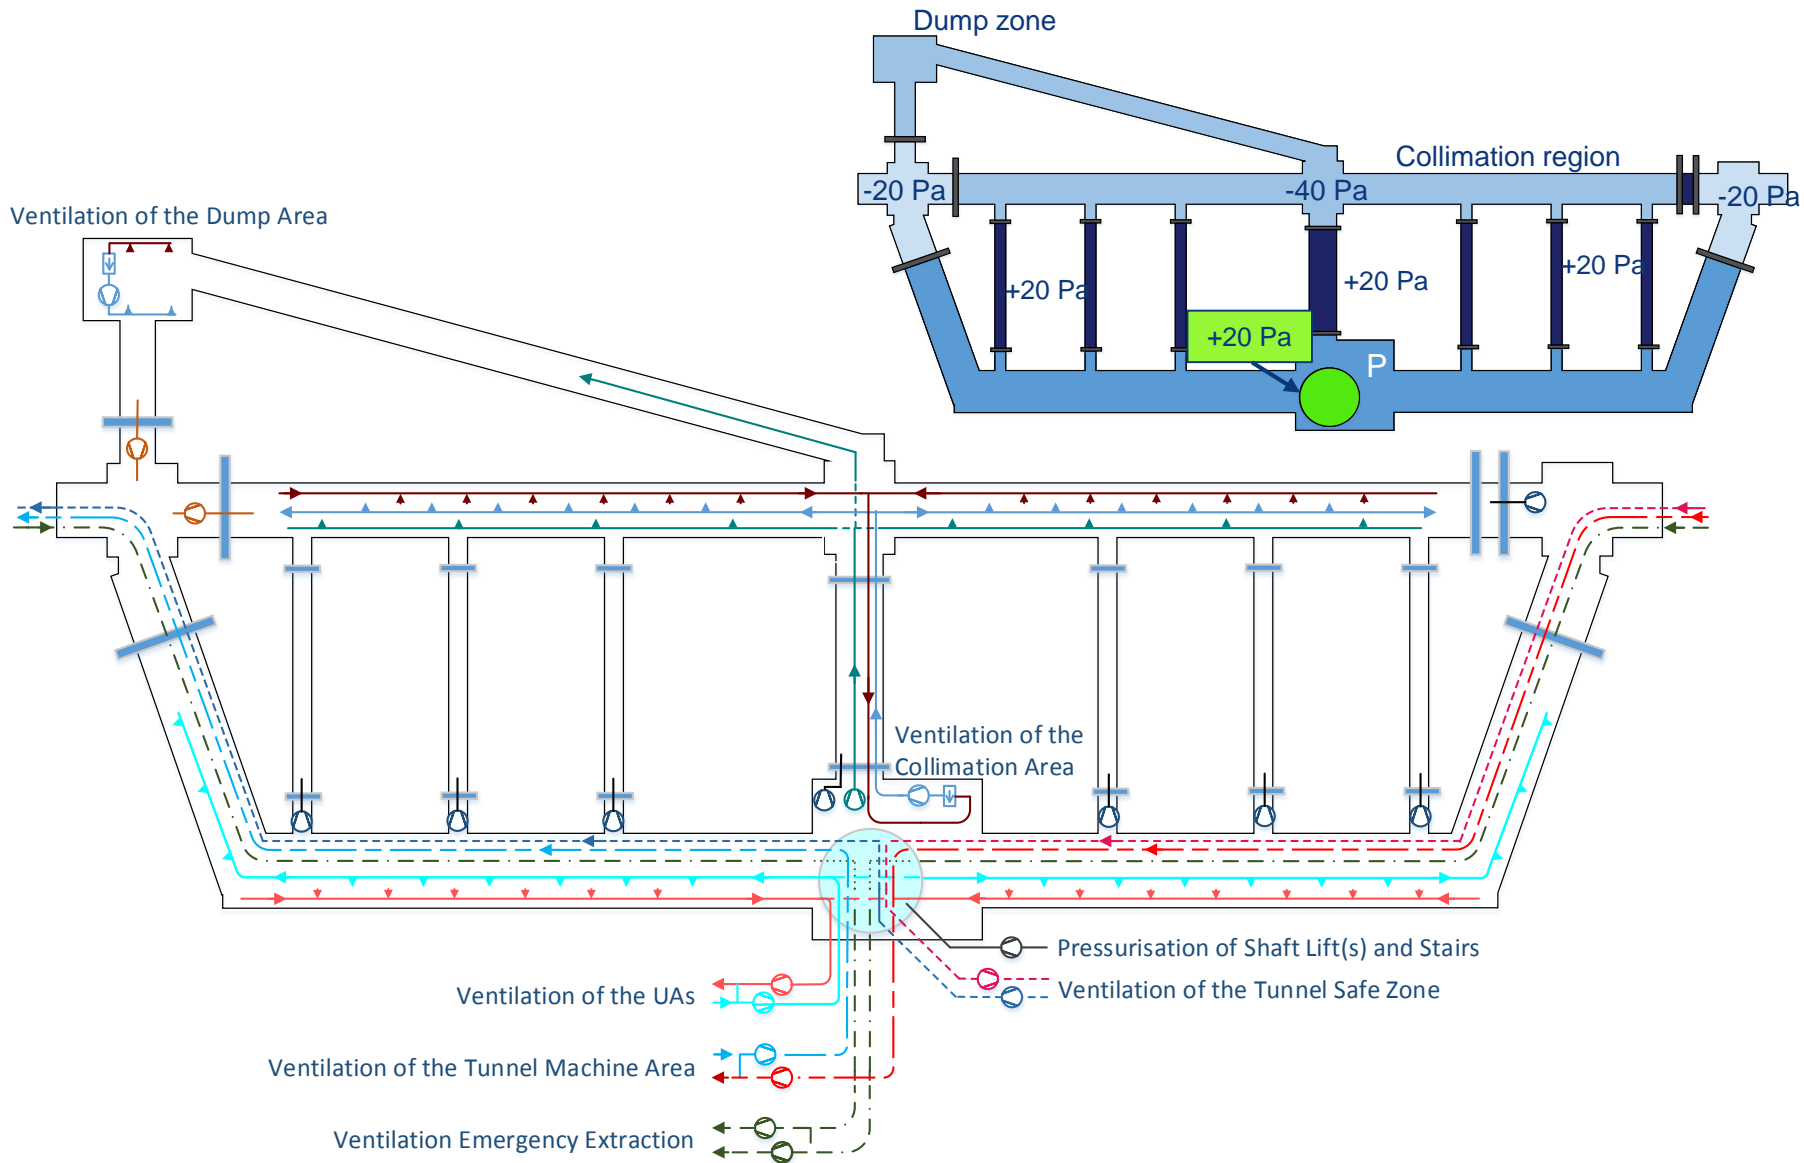 Dump zone
Collimation region
-20 Pa
-40 Pa
-20 Pa
Ventilation of the Dump Area
+20 Pa
+20 Pa
+20 Pa
+20 Pa
P
Ventilation of the
Collimation Area
Pressurisation of Shaft Lift(s) and Stairs
Ventilation of the UAs
Ventilation of the Tunnel Safe Zone
Ventilation of the Tunnel Machine Area
Ventilation Emergency Extraction